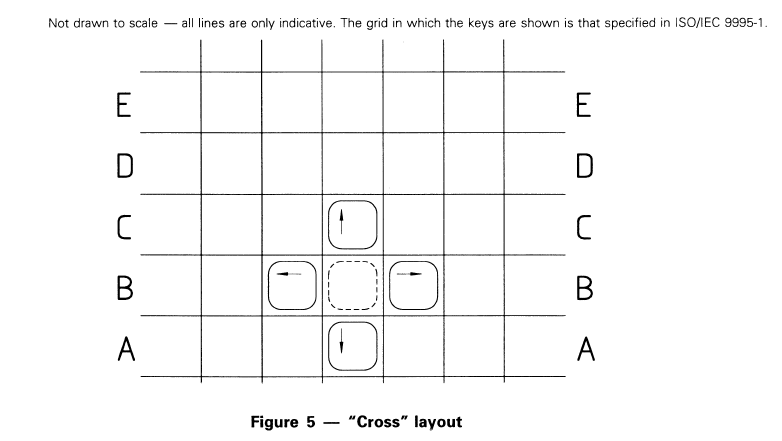 Not drawn to scale — all lines are only indicative. The grid in which the keys are shown is that specified in ISO/IEC 9995-1.
E E
D D
C ↑ C
B ← → B
A ↓ A
Figure 5 — “Cross” layout